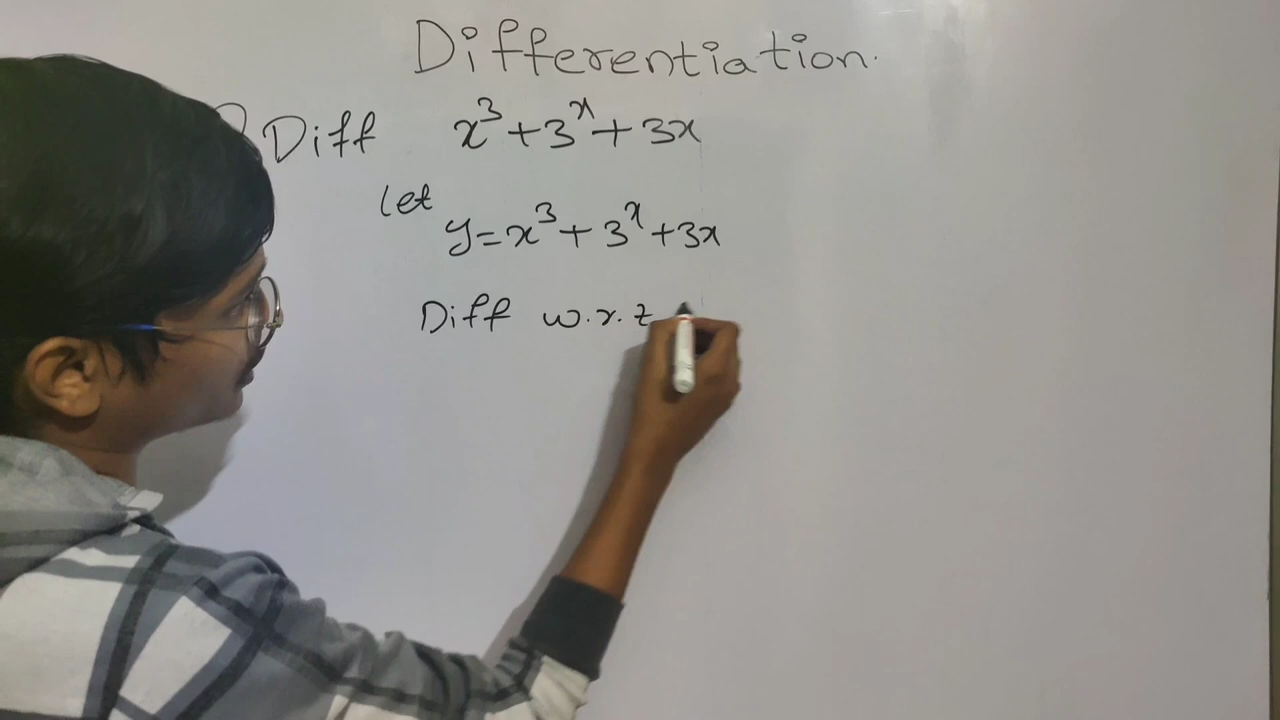 Differentiation.
Diff x³+3ˣ+3x
let
y=x³+3ˣ+3x
Diff w.r.t